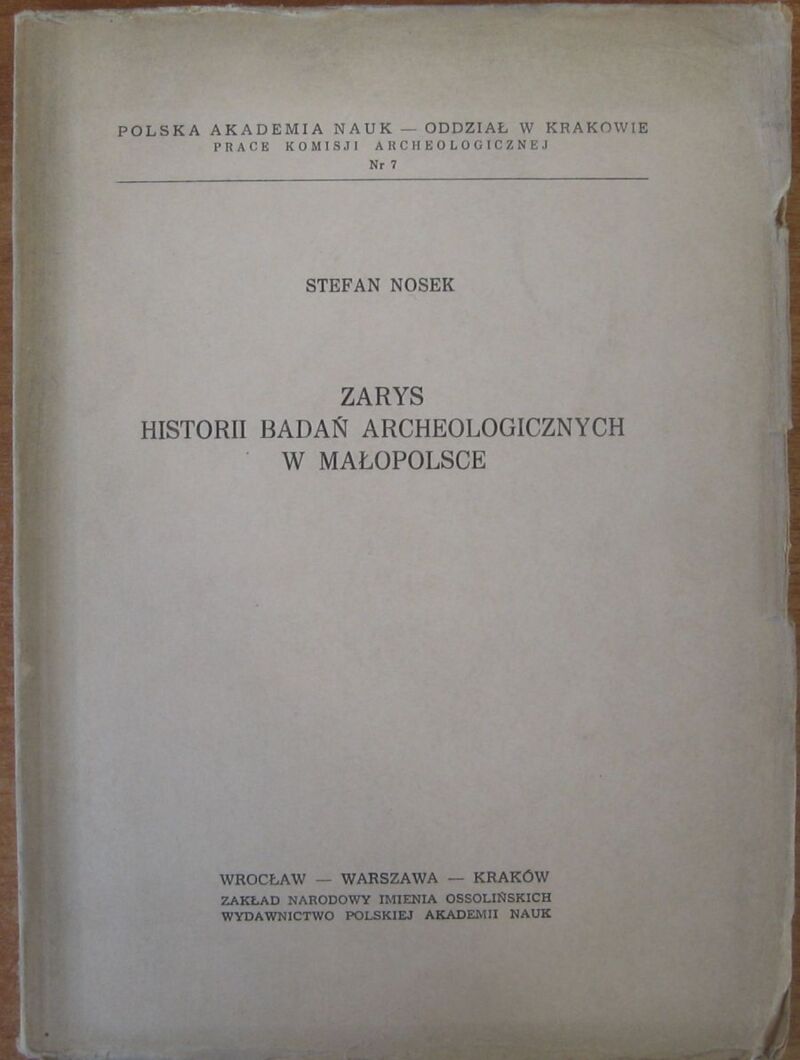 POLSKA AKADEMIA NAUK — ODDZIAŁ W KRAKOWIE
PRACE KOMISJI ARCHEOLOGICZNEJ
Nr 7
STEFAN NOSEK
ZARYS
HISTORII BADAŃ ARCHEOLOGICZNYCH
W MAŁOPOLSCE
WROCŁAW — WARSZAWA — KRAKÓW
ZAKŁAD NARODOWY IMIENIA OSSOLIŃSKICH
WYDAWNICTWO POLSKIEJ AKADEMII NAUK